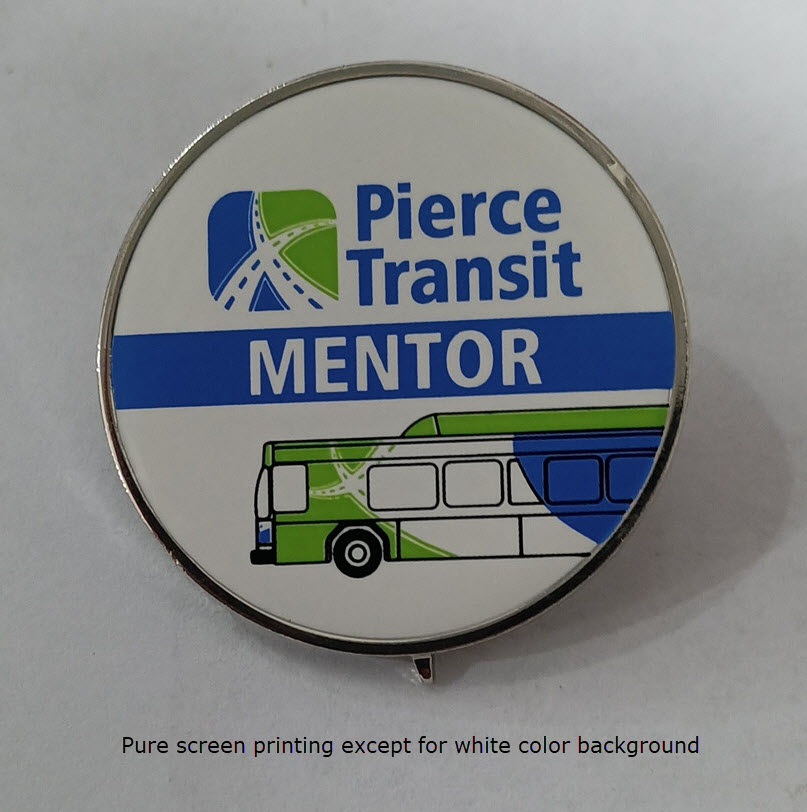 Pierce
Transit
MENTOR
Pure screen printing except for white color background